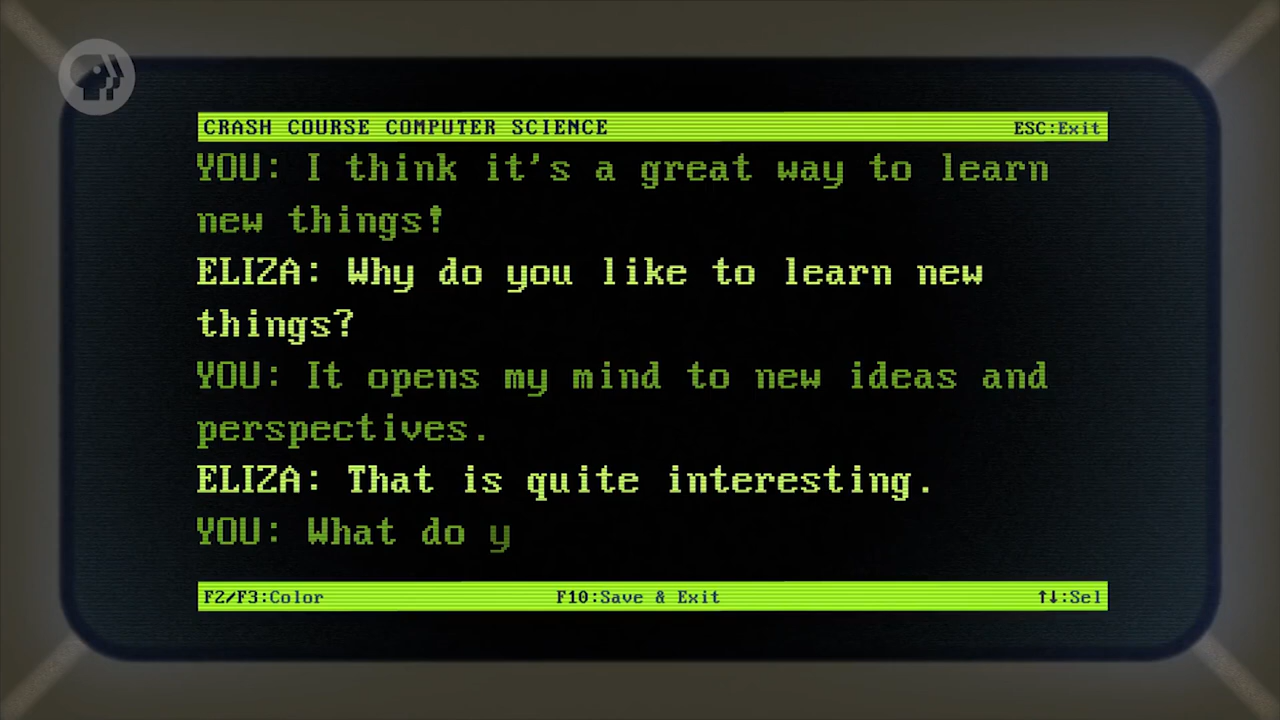 CRASH COURSE COMPUTER SCIENCE ESC:Exit
YOU: I think it's a great way to learn
new things!
ELIZA: Why do you like to learn new
things?
YOU: It opens my mind to new ideas and
perspectives.
ELIZA: That is quite interesting.
YOU: What do y
F2/F3:Color F10:Save & Exit ↑↓:Sel